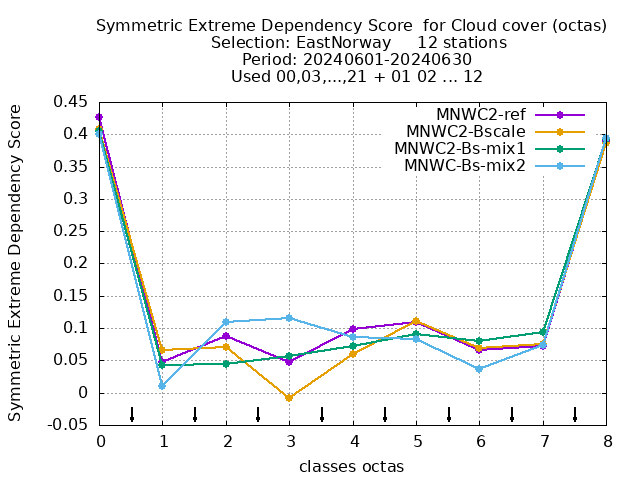 Symmetric Extreme Dependency Score  for Cloud cover (octas)
Selection: EastNorway     12 stations
Period: 20240601-20240630
Used 00,03,...,21 + 01 02 ... 12
Symmetric Extreme Dependency Score
0.45
0.4
0.35
0.3
0.25
0.2
0.15
0.1
0.05
0
-0.05
MNWC2-ref
MNWC2-Bscale
MNWC2-Bs-mix1
MNWC-Bs-mix2
0 1 2 3 4 5 6 7 8
classes octas